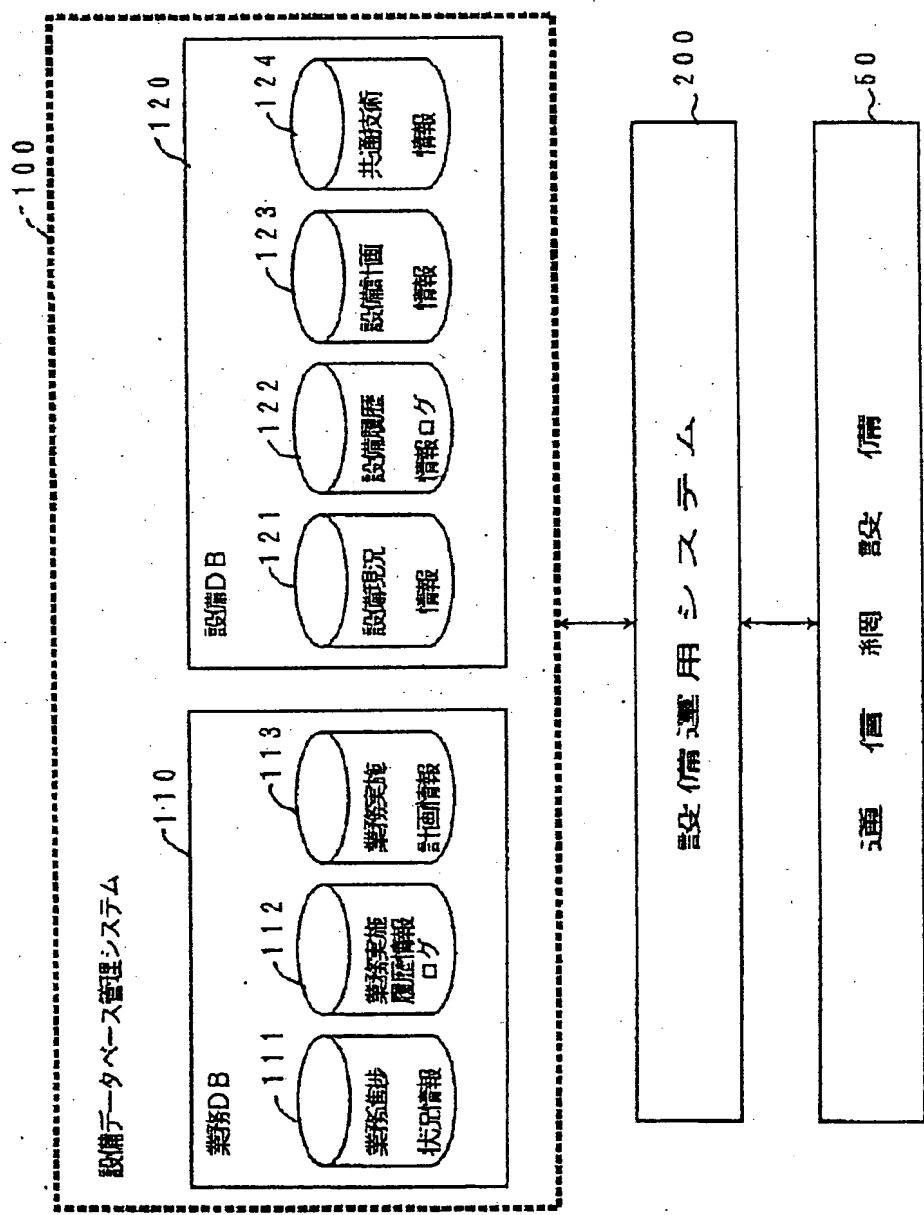 100
設備データベース管理システム
110
業務DB
111
業務進捗
状況情報
112
業務実施
履歴情報
ログ
113
業務実施
計画情報
120
設備DB
121
設備現況
情報
122
設備履歴
情報ログ
123
設備計画
情報
124
共通技術
情報
200
設備運用システム
50
通信網設備